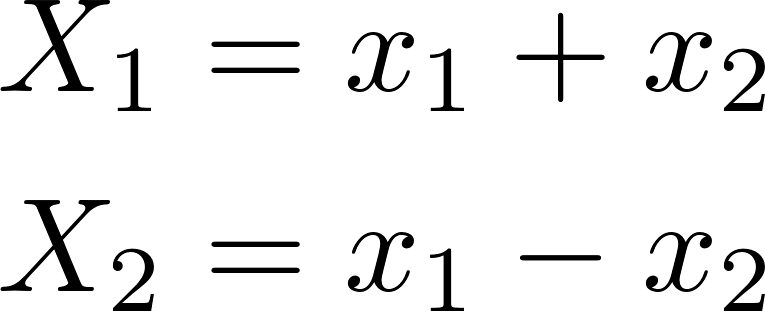 X₁ = x₁ + x₂
X₂ = x₁ − x₂